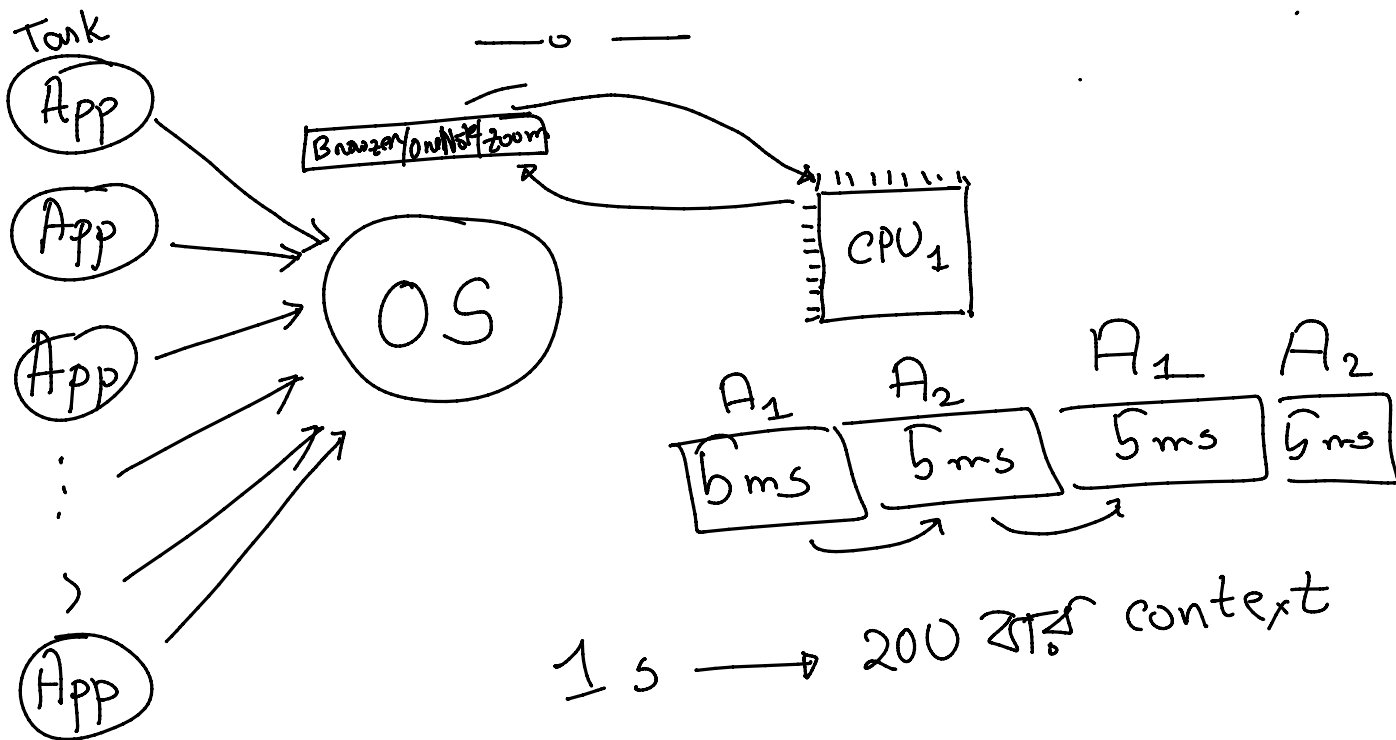 Task
App
App
App
App
Browzer/OneNote/zoom
OS
CPU1
A1 A2 A1 A2
5ms 5ms 5ms 5ms
1 s → 200 বার context